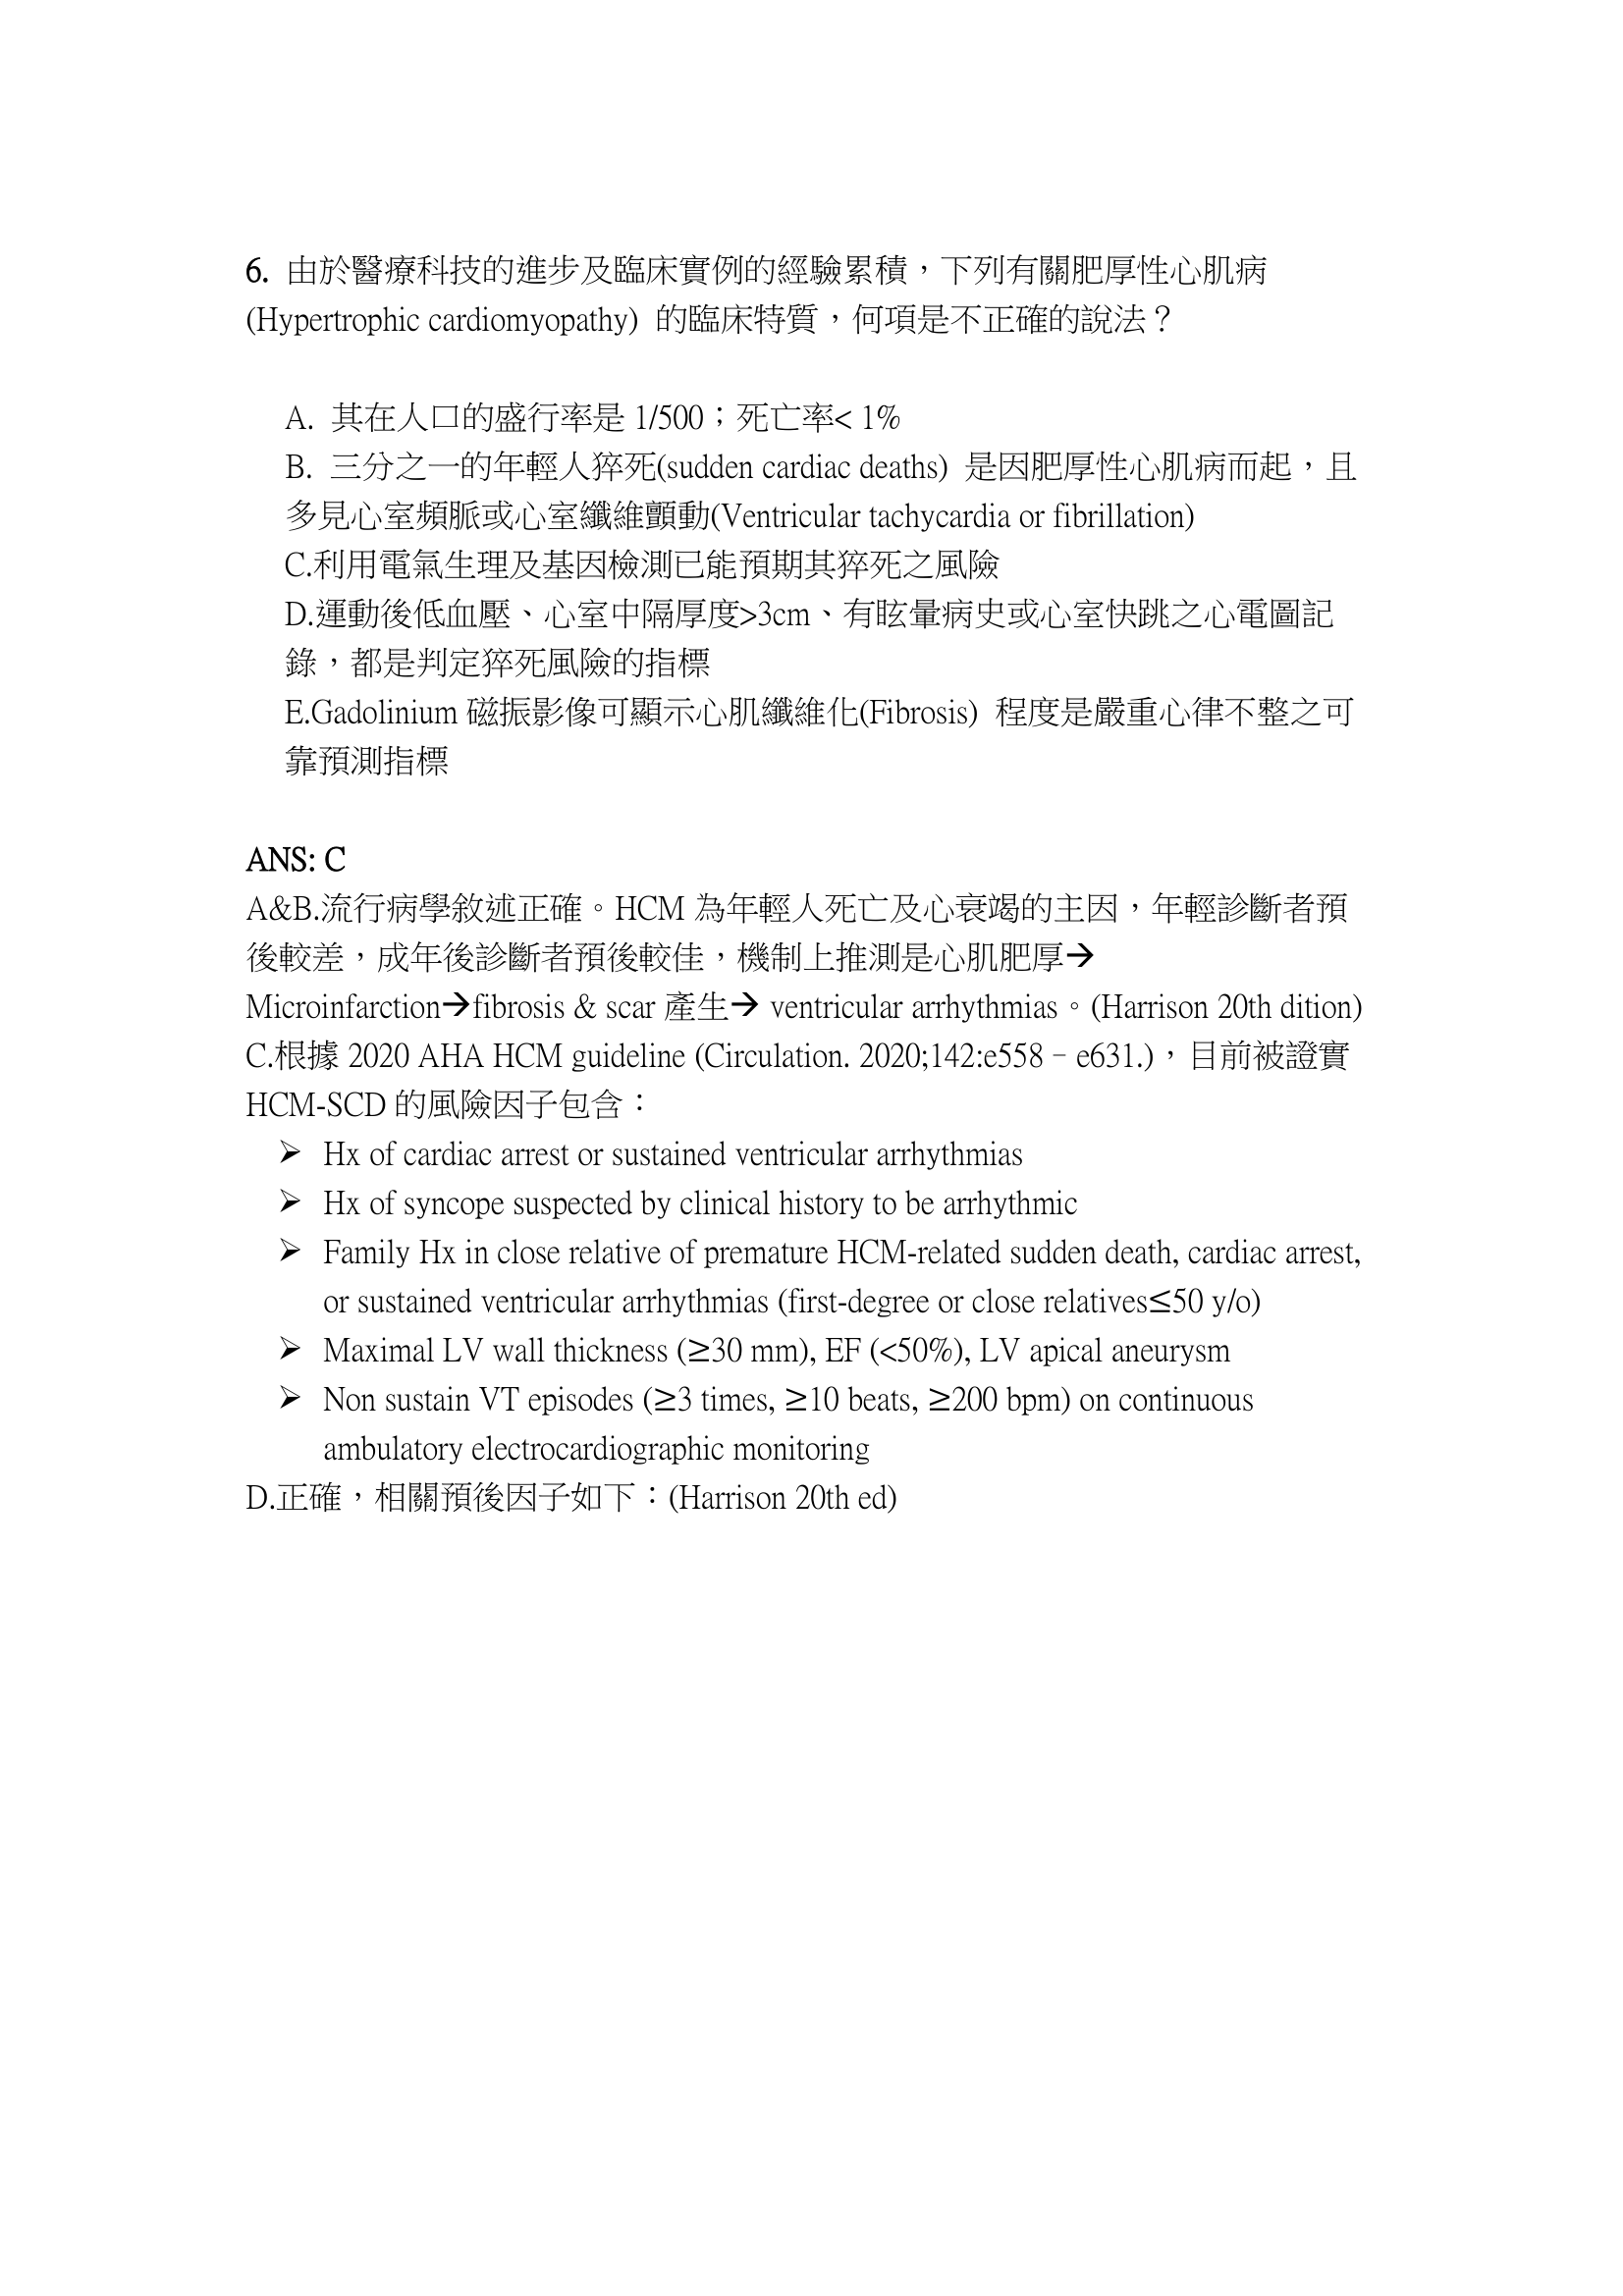 6. 由於醫療科技的進步及臨床實例的經驗累積，下列有關肥厚性心肌病
(Hypertrophic cardiomyopathy) 的臨床特質，何項是不正確的說法？
A. 其在人口的盛行率是 1/500；死亡率< 1%
B. 三分之一的年輕人猝死(sudden cardiac deaths) 是因肥厚性心肌病而起，且
多見心室頻脈或心室纖維顫動(Ventricular tachycardia or fibrillation)
C.利用電氣生理及基因檢測已能預期其猝死之風險
D.運動後低血壓、心室中隔厚度>3cm、有眩暈病史或心室快跳之心電圖記
錄，都是判定猝死風險的指標
E.Gadolinium 磁振影像可顯示心肌纖維化(Fibrosis) 程度是嚴重心律不整之可
靠預測指標
ANS: C
A&B.流行病學敘述正確。HCM 為年輕人死亡及心衰竭的主因，年輕診斷者預
後較差，成年後診斷者預後較佳，機制上推測是心肌肥厚→
Microinfarction→fibrosis & scar 產生→ ventricular arrhythmias。(Harrison 20th dition)
C.根據 2020 AHA HCM guideline (Circulation. 2020;142:e558–e631.)，目前被證實
HCM-SCD 的風險因子包含：
➢ Hx of cardiac arrest or sustained ventricular arrhythmias
➢ Hx of syncope suspected by clinical history to be arrhythmic
➢ Family Hx in close relative of premature HCM-related sudden death, cardiac arrest,
or sustained ventricular arrhythmias (first-degree or close relatives≤50 y/o)
➢ Maximal LV wall thickness (≥30 mm), EF (<50%), LV apical aneurysm
➢ Non sustain VT episodes (≥3 times, ≥10 beats, ≥200 bpm) on continuous
ambulatory electrocardiographic monitoring
D.正確，相關預後因子如下：(Harrison 20th ed)